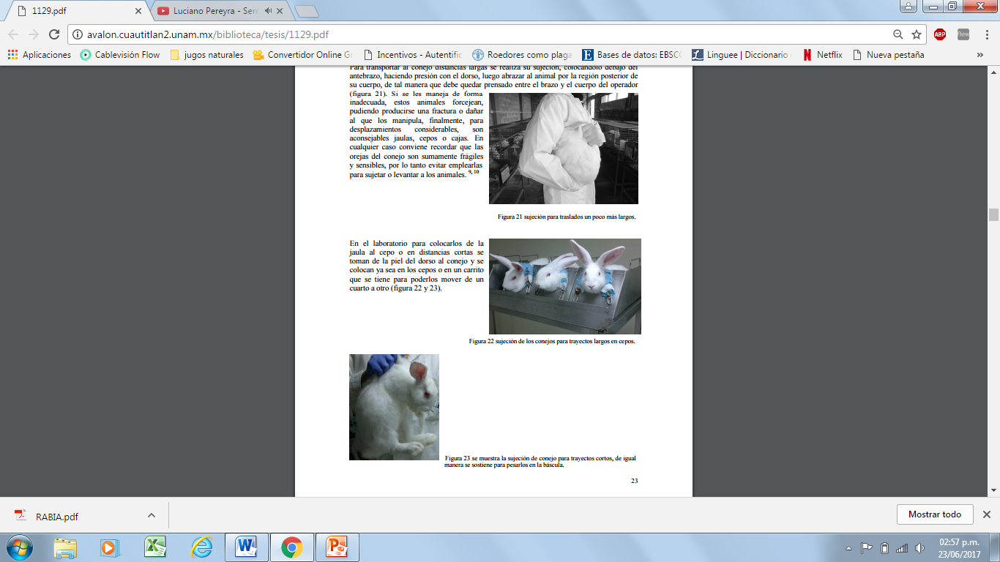 1129.pdf
Luciano Pereyra - Sere
avalon.cuautitlan2.unam.mx/biblioteca/tesis/1129.pdf
ABP
flow
Aplicaciones
Cablevisión Flow
jugos naturales
Convertidor Online Gr
Incentivos - Autentific
Roedores como plaga
Bases de datos: EBSCO
Linguee | Diccionario
Netflix
Nueva pestaña
»
Para transportar al conejo distancias largas se realiza su sujeción, colocándolo debajo del
antebrazo, haciendo presión con el dorso, luego abrazar al animal por la región posterior de
su cuerpo, de tal manera que debe quedar prensado entre el brazo y el cuerpo del operador
(figura 21). Si se les maneja de forma
inadecuada, estos animales forcejean,
pudiendo producirse una fractura o dañar
al que los manipula, finalmente, para
desplazamientos considerables, son
aconsejables jaulas, cepos o cajas. En
cualquier caso conviene recordar que las
orejas del conejo son sumamente frágiles
y sensibles, por lo tanto evitar emplearlas
para sujetar o levantar a los animales. 9, 10
Figura 21 sujeción para traslados un poco más largos.
En el laboratorio para colocarlos de la
jaula al cepo o en distancias cortas se
toman de la piel del dorso al conejo y se
colocan ya sea en los cepos o en un carrito
que se tiene para poderlos mover de un
cuarto a otro (figura 22 y 23).
Figura 22 sujeción de los conejos para trayectos largos en cepos.
Figura 23 se muestra la sujeción de conejo para trayectos cortos, de igual
manera se sostiene para pesarlos en la báscula.
23
RABIA.pdf
Mostrar todo
02:57 p.m.
23/06/2017